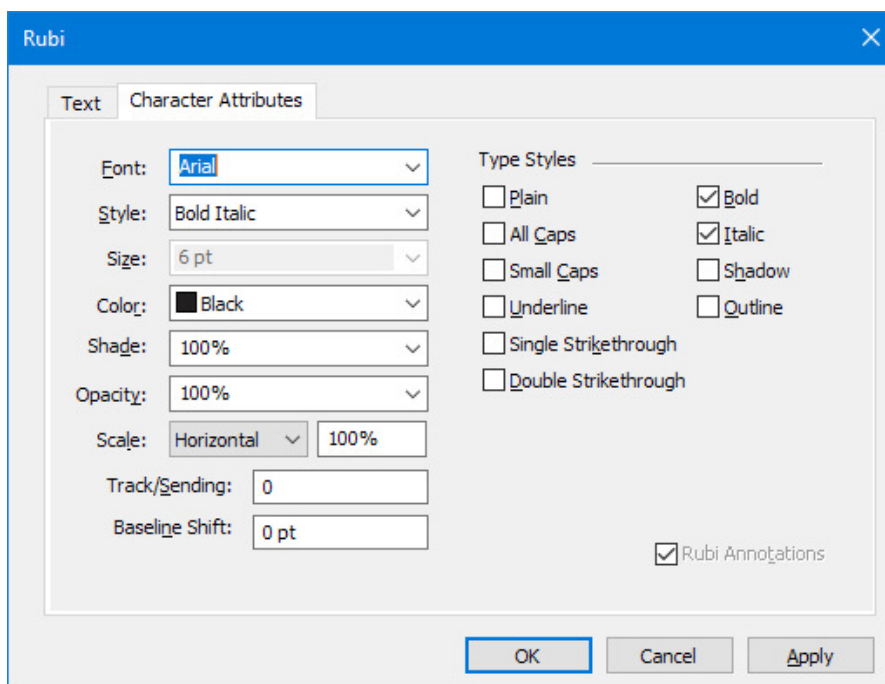 Rubi
Text Character Attributes
Font: Arial
Style: Bold Italic
Size: 6 pt
Color: Black
Shade: 100%
Opacity: 100%
Scale: Horizontal 100%
Track/Sending: 0
Baseline Shift: 0 pt
Type Styles
Plain Bold
All Caps Italic
Small Caps Shadow
Underline Outline
Single Strikethrough
Double Strikethrough
Rubi Annotations
OK Cancel Apply